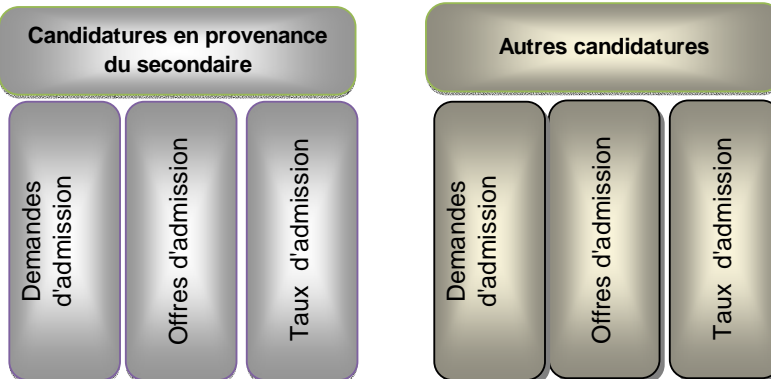 Candidatures en provenance
du secondaire
Demandes
d'admission
Offres d'admission
Taux d'admission
Autres candidatures
Demandes
d'admission
Offres d'admission
Taux d'admission